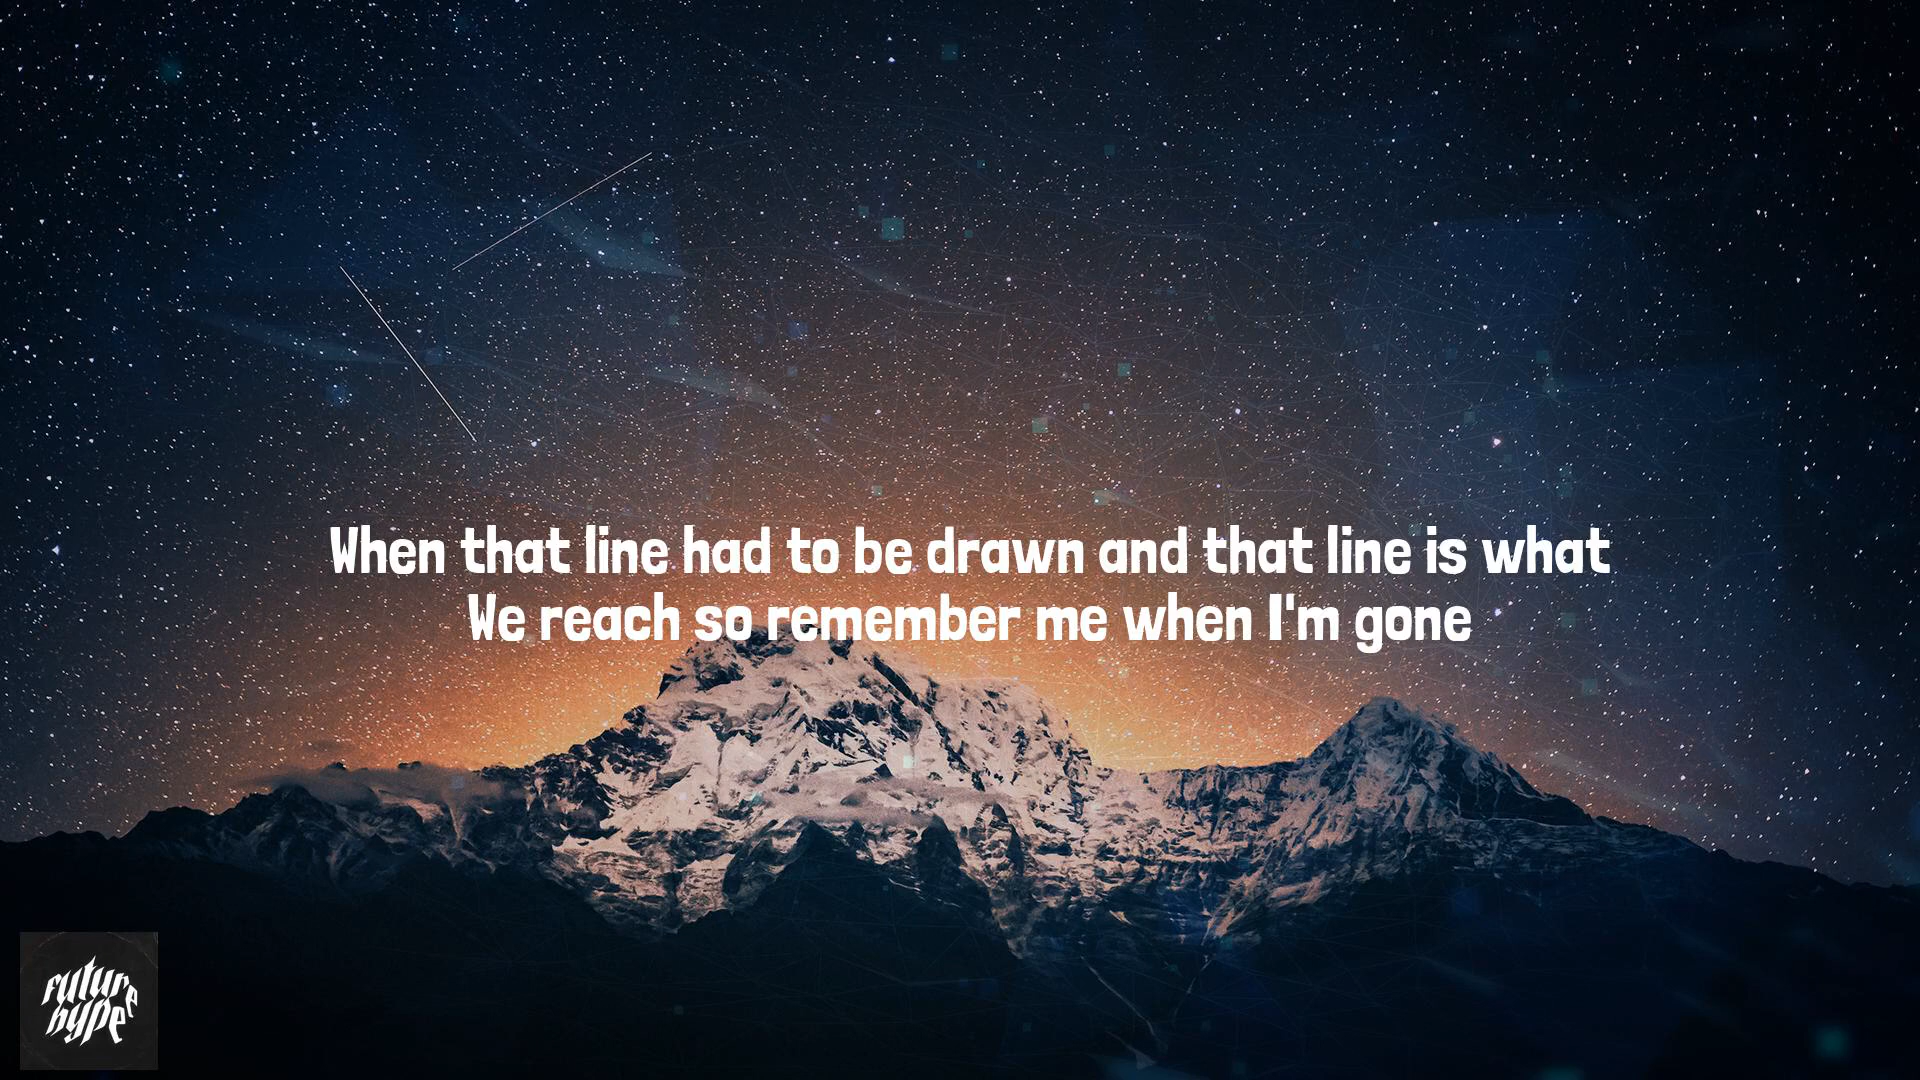 When that line had to be drawn and that line is what
We reach so remember me when I'm gone
future
hype